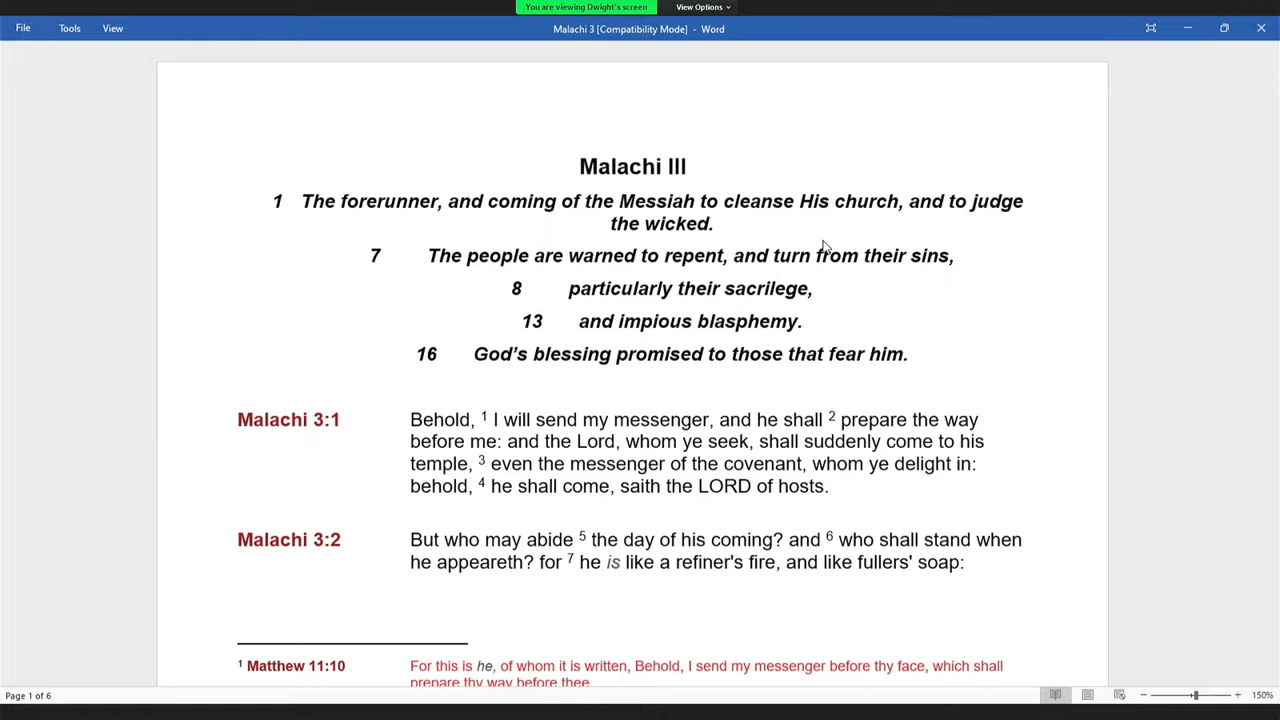 You are viewing Dwight's screen View Options
File Tools View Malachi 3 [Compatibility Mode] - Word
Malachi III
1 The forerunner, and coming of the Messiah to cleanse His church, and to judge
the wicked.
7 The people are warned to repent, and turn from their sins,
8 particularly their sacrilege,
13 and impious blasphemy.
16 God's blessing promised to those that fear him.
Malachi 3:1 Behold, 1 I will send my messenger, and he shall 2 prepare the way
before me: and the Lord, whom ye seek, shall suddenly come to his
temple, 3 even the messenger of the covenant, whom ye delight in:
behold, 4 he shall come, saith the LORD of hosts.
Malachi 3:2 But who may abide 5 the day of his coming? and 6 who shall stand when
he appeareth? for 7 he is like a refiner's fire, and like fullers' soap:
1 Matthew 11:10 For this is he, of whom it is written, Behold, I send my messenger before thy face, which shall
prepare thy way before thee
Page 1 of 6 150%